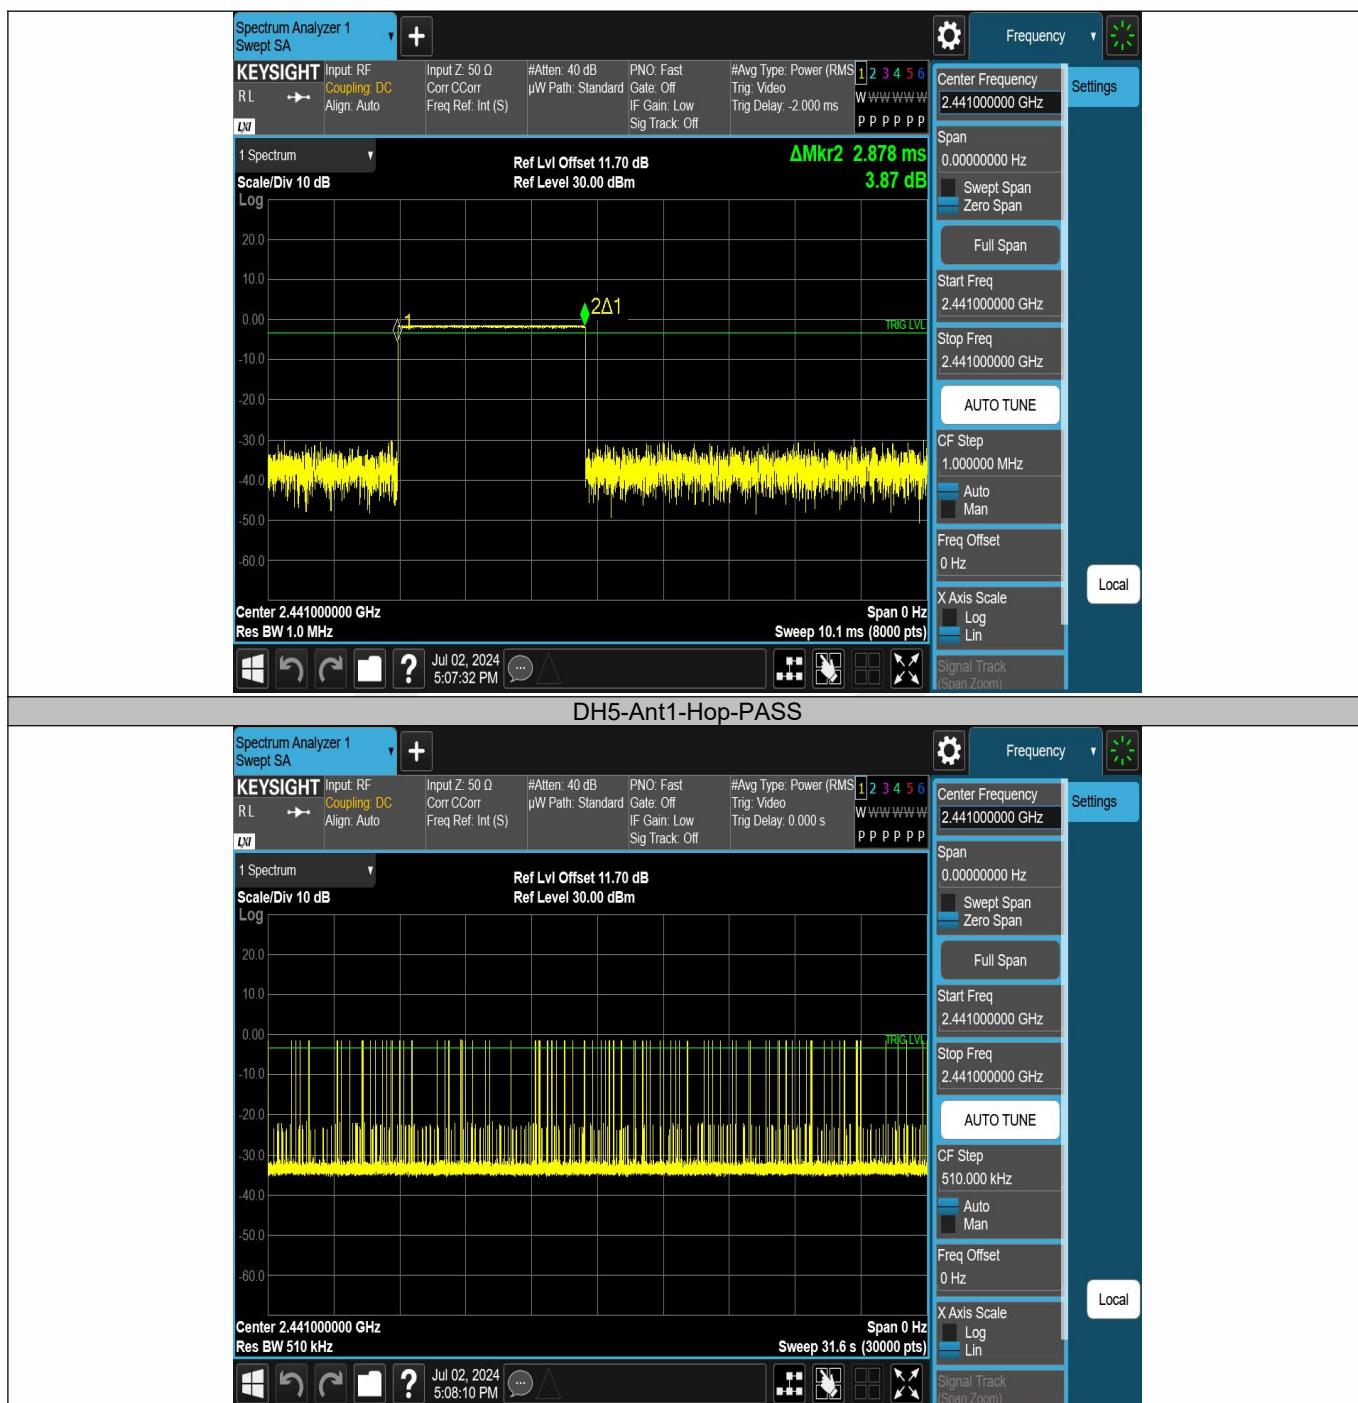 Spectrum Analyzer 1
Swept SA
Frequency
KEYSIGHT
RL
LXI
Input: RF
Coupling: DC
Align: Auto
Input Z: 50 Ω
Corr CCorr
Freq Ref: Int (S)
#Atten: 40 dB
µW Path: Standard
PNO: Fast
Gate: Off
IF Gain: Low
Sig Track: Off
#Avg Type: Power (RMS
Trig: Video
Trig Delay: -2.000 ms
1 2 3 4 5 6
W W W W W W
P P P P P P
1 Spectrum
Scale/Div 10 dB
Log
Ref Lvl Offset 11.70 dB
Ref Level 30.00 dBm
ΔMkr2 2.878 ms
3.87 dB
20.0
10.0
0.00
-10.0
-20.0
-30.0
-40.0
-50.0
-60.0
1
2Δ1
TRIG LVL
Center 2.441000000 GHz
Res BW 1.0 MHz
Span 0 Hz
Sweep 10.1 ms (8000 pts)
Center Frequency
2.441000000 GHz
Settings
Span
0.00000000 Hz
Swept Span
Zero Span
Full Span
Start Freq
2.441000000 GHz
Stop Freq
2.441000000 GHz
AUTO TUNE
CF Step
1.000000 MHz
Auto
Man
Freq Offset
0 Hz
X Axis Scale
Log
Lin
Local
Signal Track
(Span Zoom)
?
Jul 02, 2024
5:07:32 PM
DH5-Ant1-Hop-PASS
Spectrum Analyzer 1
Swept SA
Frequency
KEYSIGHT
RL
LXI
Input: RF
Coupling: DC
Align: Auto
Input Z: 50 Ω
Corr CCorr
Freq Ref: Int (S)
#Atten: 40 dB
µW Path: Standard
PNO: Fast
Gate: Off
IF Gain: Low
Sig Track: Off
#Avg Type: Power (RMS
Trig: Video
Trig Delay: 0.000 s
1 2 3 4 5 6
W W W W W W
P P P P P P
1 Spectrum
Scale/Div 10 dB
Log
Ref Lvl Offset 11.70 dB
Ref Level 30.00 dBm
20.0
10.0
0.00
-10.0
-20.0
-30.0
-40.0
-50.0
-60.0
TRIG LVL
Center 2.441000000 GHz
Res BW 510 kHz
Span 0 Hz
Sweep 31.6 s (30000 pts)
Center Frequency
2.441000000 GHz
Settings
Span
0.00000000 Hz
Swept Span
Zero Span
Full Span
Start Freq
2.441000000 GHz
Stop Freq
2.441000000 GHz
AUTO TUNE
CF Step
510.000 kHz
Auto
Man
Freq Offset
0 Hz
X Axis Scale
Log
Lin
Local
Signal Track
(Span Zoom)
?
Jul 02, 2024
5:08:10 PM